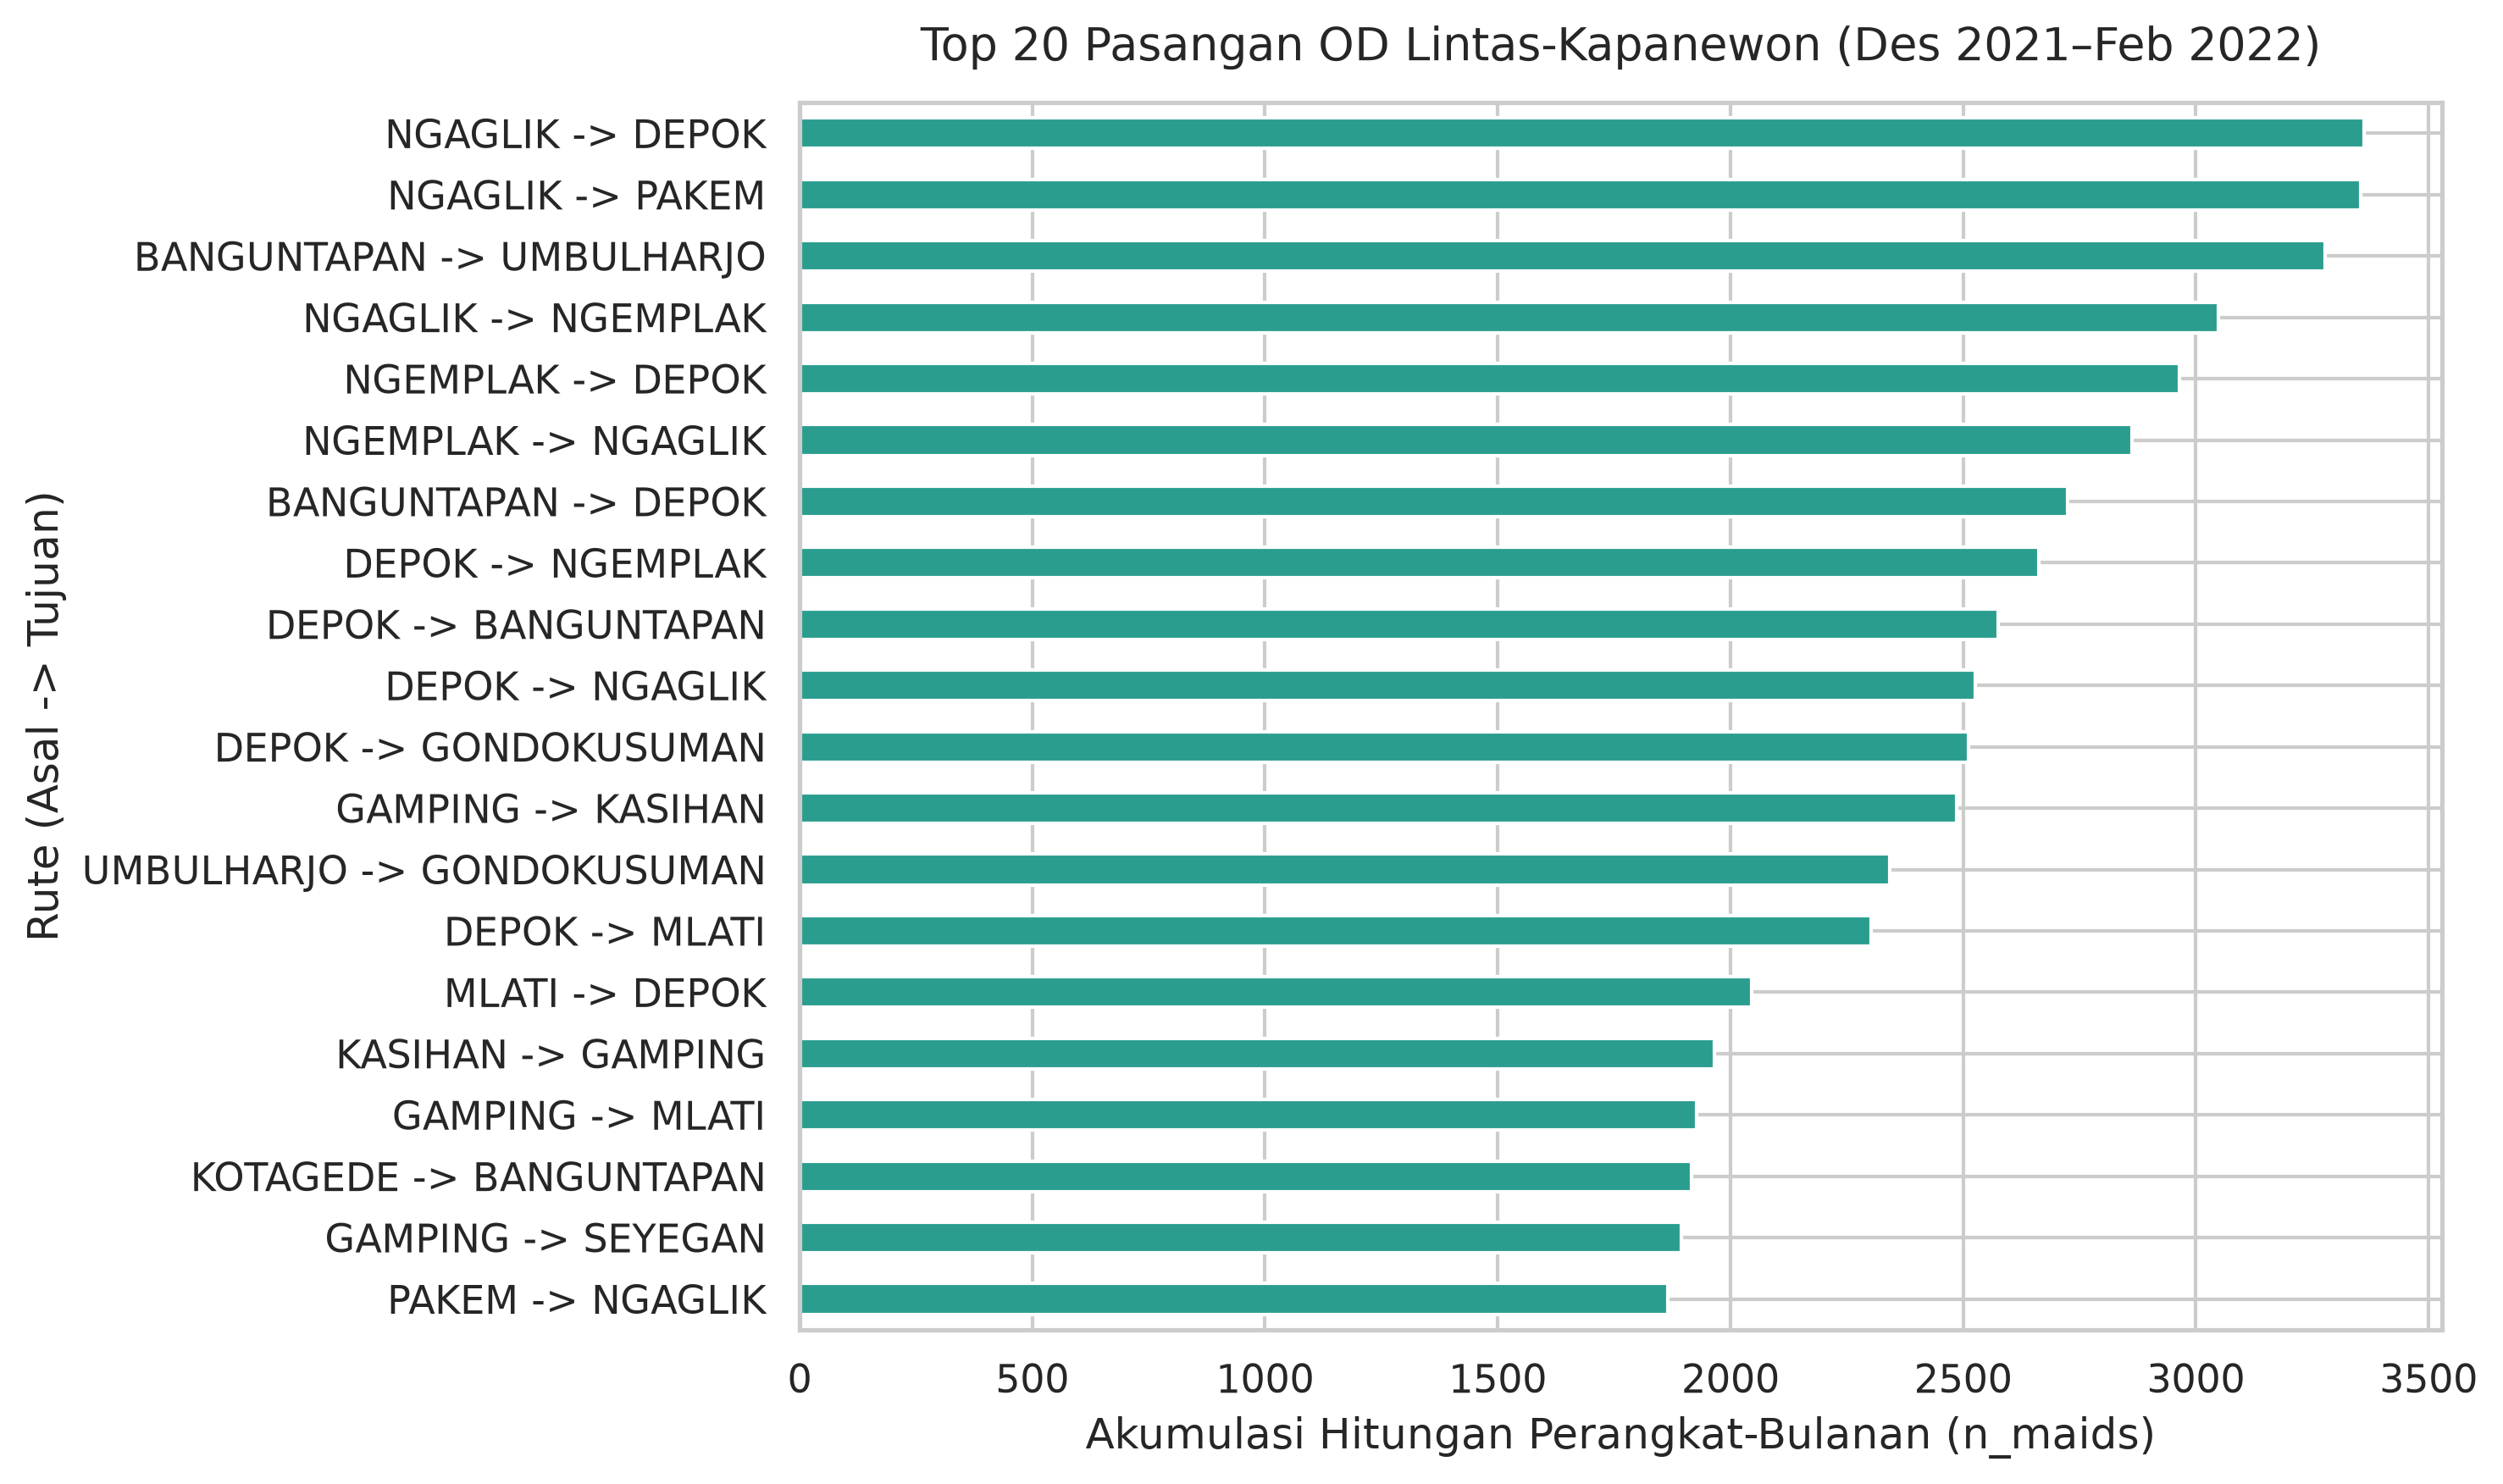 Top 20 Pasangan OD Lintas-Kapanewon (Des 2021–Feb 2022)
Rute (Asal -> Tujuan)
NGAGLIK -> DEPOK
NGAGLIK -> PAKEM
BANGUNTAPAN -> UMBULHARJO
NGAGLIK -> NGEMPLAK
NGEMPLAK -> DEPOK
NGEMPLAK -> NGAGLIK
BANGUNTAPAN -> DEPOK
DEPOK -> NGEMPLAK
DEPOK -> BANGUNTAPAN
DEPOK -> NGAGLIK
DEPOK -> GONDOKUSUMAN
GAMPING -> KASIHAN
UMBULHARJO -> GONDOKUSUMAN
DEPOK -> MLATI
MLATI -> DEPOK
KASIHAN -> GAMPING
GAMPING -> MLATI
KOTAGEDE -> BANGUNTAPAN
GAMPING -> SEYEGAN
PAKEM -> NGAGLIK
0 500 1000 1500 2000 2500 3000 3500
Akumulasi Hitungan Perangkat-Bulanan (n_maids)